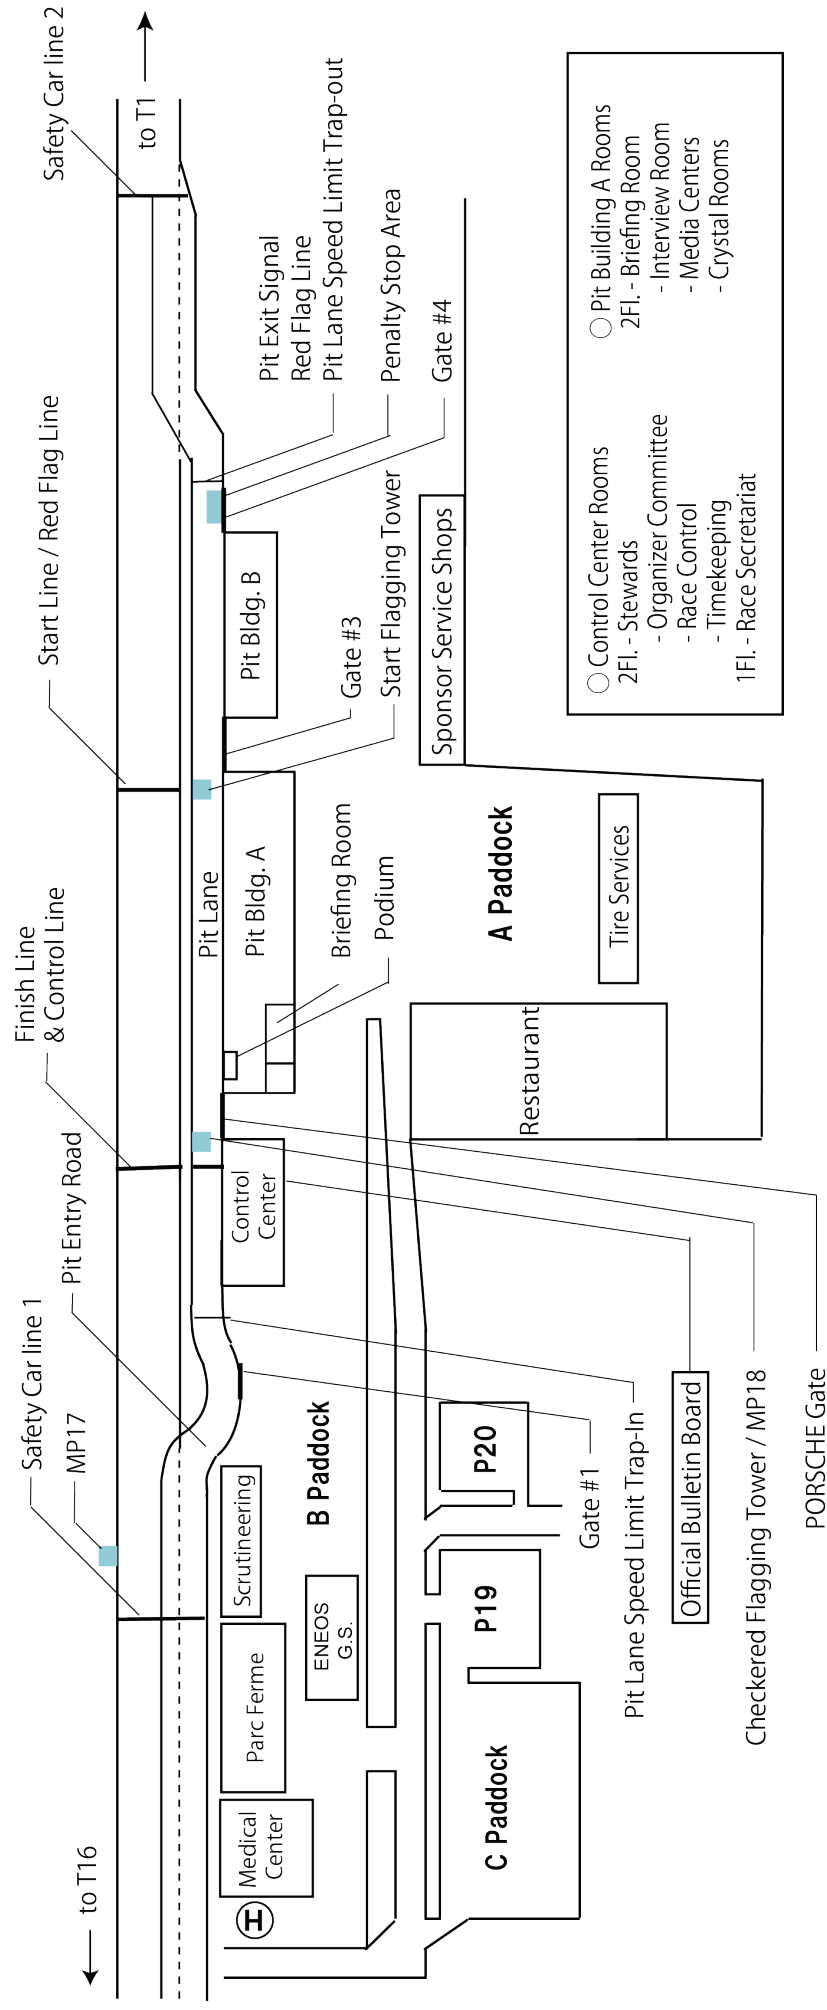 to T16
to T1
Safety Car line 1
MP17
Pit Entry Road
Finish Line
& Control Line
Start Line / Red Flag Line
Safety Car line 2
Pit Lane
Medical
Center
H
Parc Ferme
Scrutineering
ENEOS
G.S.
B Paddock
Control
Center
Pit Bldg. A
Pit Bldg. B
Briefing Room
Podium
Gate #3
Start Flagging Tower
Pit Exit Signal
Red Flag Line
Pit Lane Speed Limit Trap-out
Penalty Stop Area
Gate #4
Sponsor Service Shops
A Paddock
Restaurant
Tire Services
C Paddock
P19
P20
Gate #1
Pit Lane Speed Limit Trap-In
Official Bulletin Board
Checkered Flagging Tower / MP18
PORSCHE Gate
○ Control Center Rooms
2Fl. - Stewards
- Organizer Committee
- Race Control
- Timekeeping
1Fl. - Race Secretariat
○ Pit Building A Rooms
2Fl. - Briefing Room
- Interview Room
- Media Centers
- Crystal Rooms